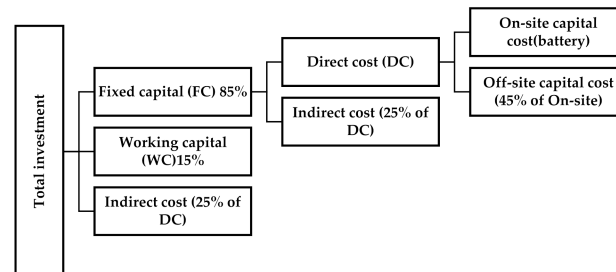 Total investment
Fixed capital (FC) 85%
Working capital
(WC)15%
Indirect cost (25% of
DC)
Direct cost (DC)
Indirect cost (25% of
DC)
On-site capital
cost(battery)
Off-site capital cost
(45% of On-site)